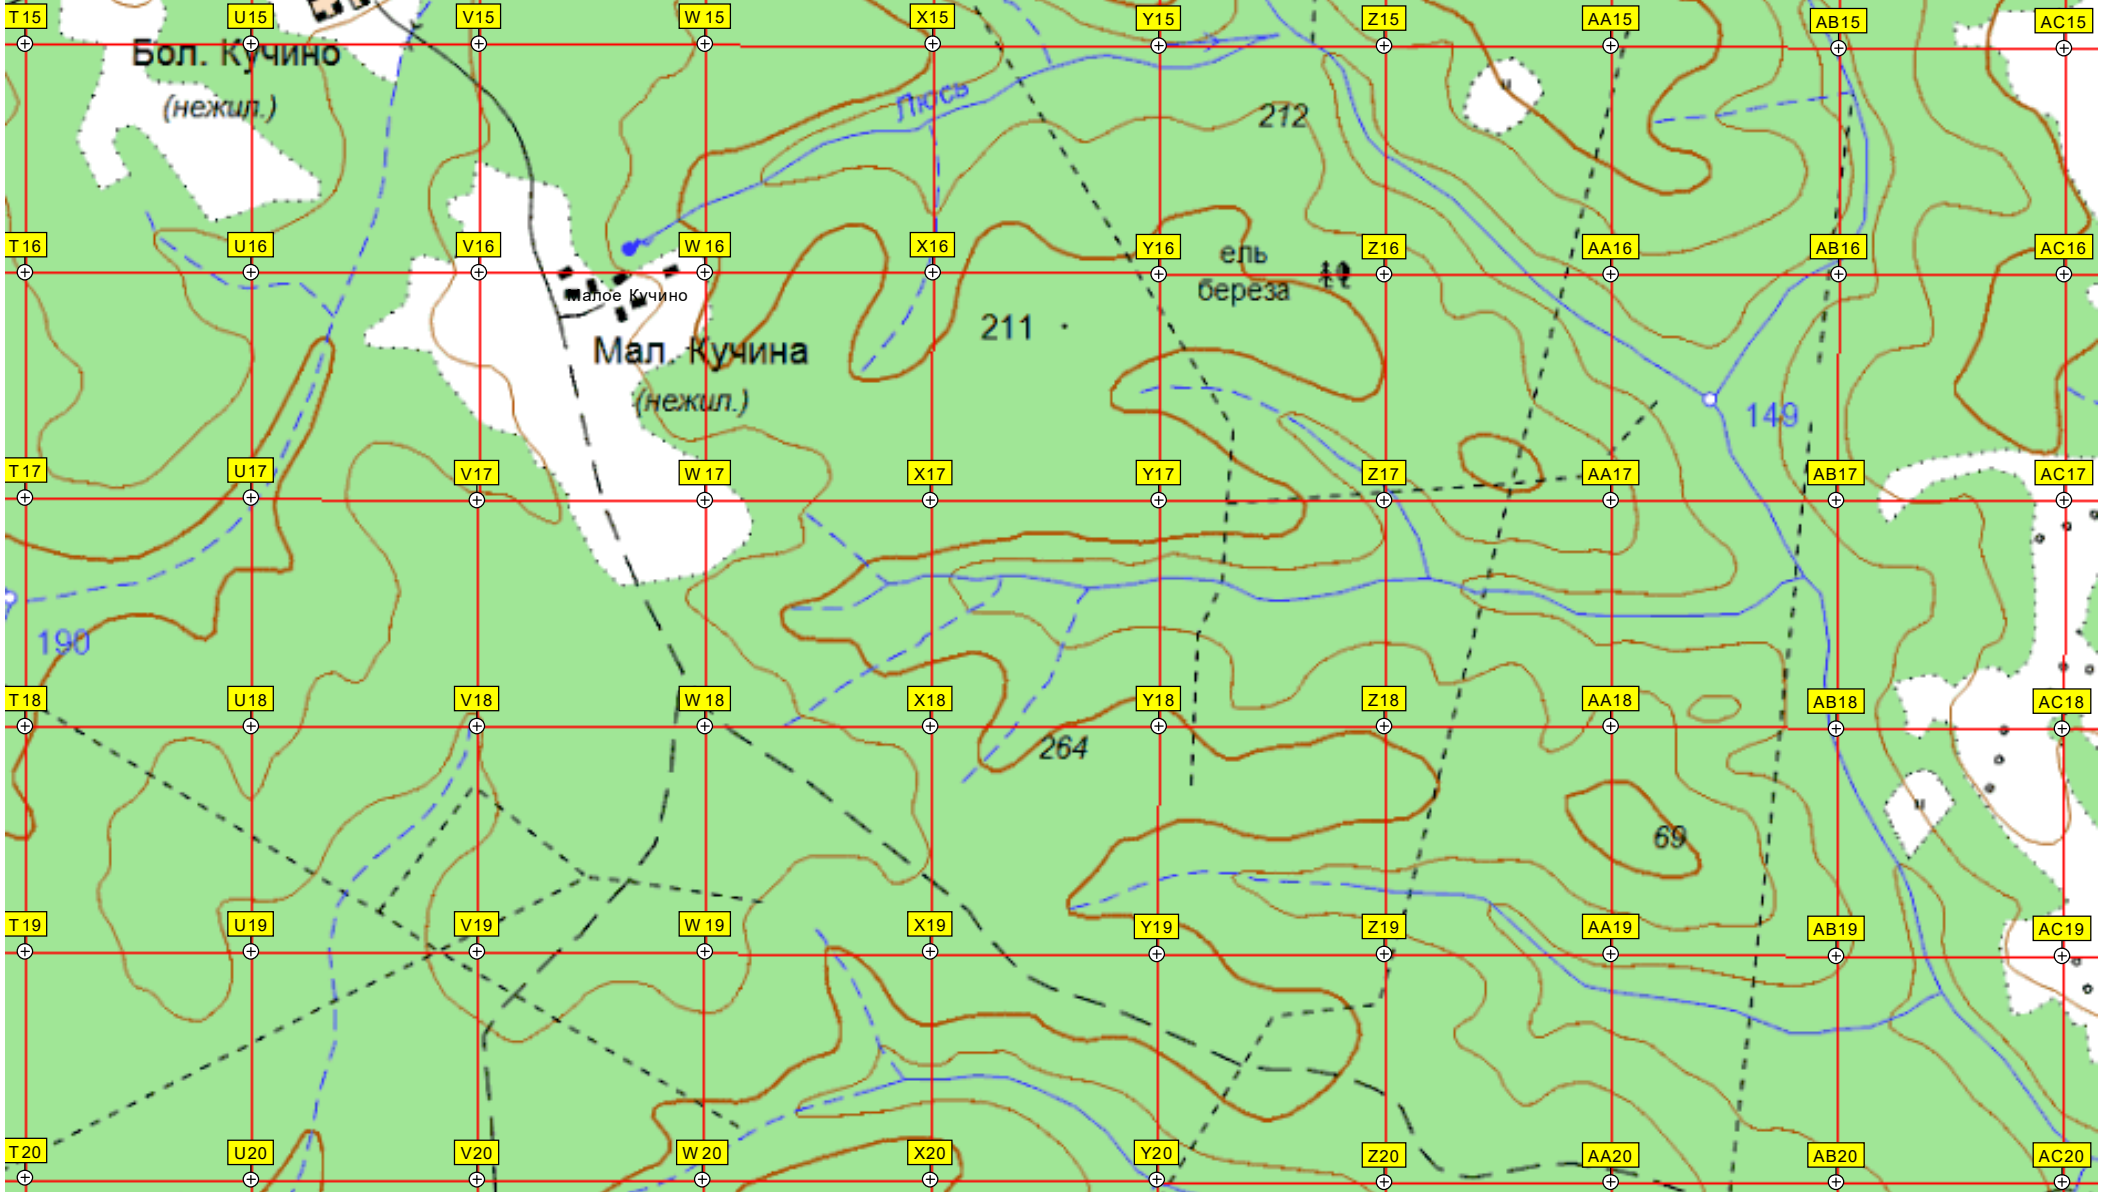 T15 U15 V15 W15 X15 Y15 Z15 AA15 AB15 AC15
Бол. Кучино
(нежил.)
Люсь
212
T16 U16 V16 W16 X16 Y16 Z16 AA16 AB16 AC16
ель
береза
Малое Кучино
211
Мал. Кучина
(нежил.)
149
T17 U17 V17 W17 X17 Y17 Z17 AA17 AB17 AC17
190
T18 U18 V18 W18 X18 Y18 Z18 AA18 AB18 AC18
264
69
T19 U19 V19 W19 X19 Y19 Z19 AA19 AB19 AC19
T20 U20 V20 W20 X20 Y20 Z20 AA20 AB20 AC20